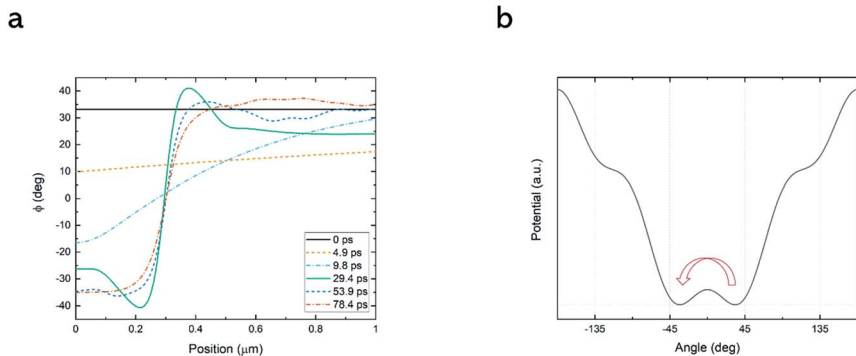 a
b
40
30
20
10
0
-10
-20
-30
-40
ϕ (deg)
0 ps
4.9 ps
9.8 ps
29.4 ps
53.9 ps
78.4 ps
0
0.2
0.4
0.6
0.8
1
Position (μm)
Potential (a.u.)
-135
-45
45
135
Angle (deg)